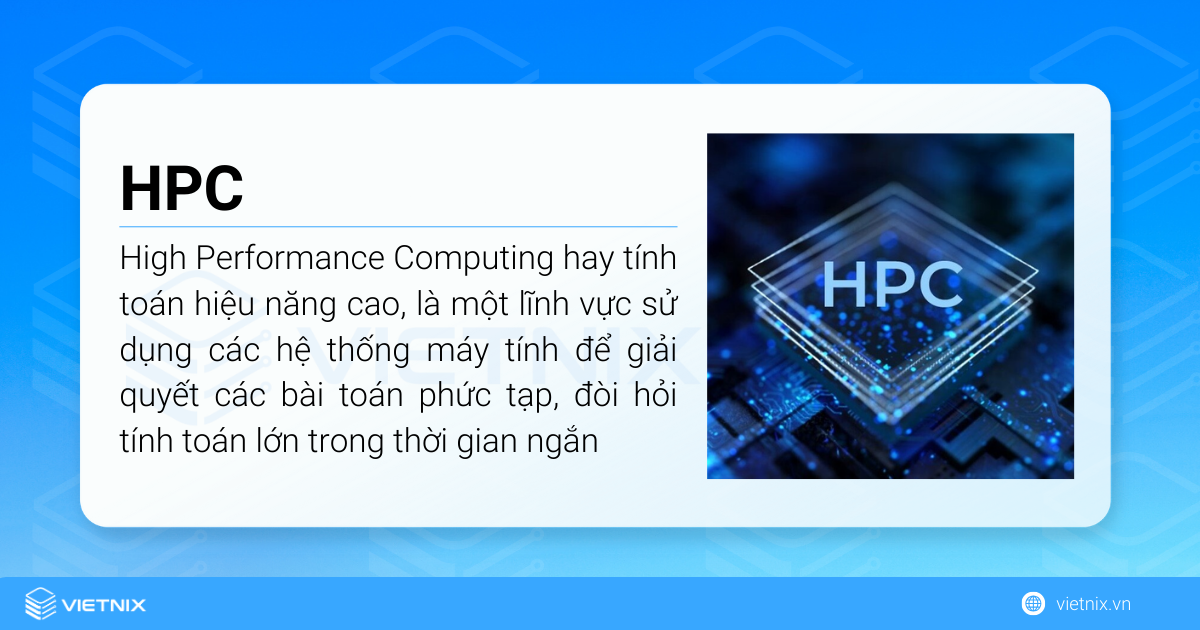 HPC
High Performance Computing hay tính
toán hiệu năng cao, là một lĩnh vực sử
dụng các hệ thống máy tính để giải
quyết các bài toán phức tạp, đòi hỏi
tính toán lớn trong thời gian ngắn
HPC
VIETNIX
VIETNIX
vietnix.vn